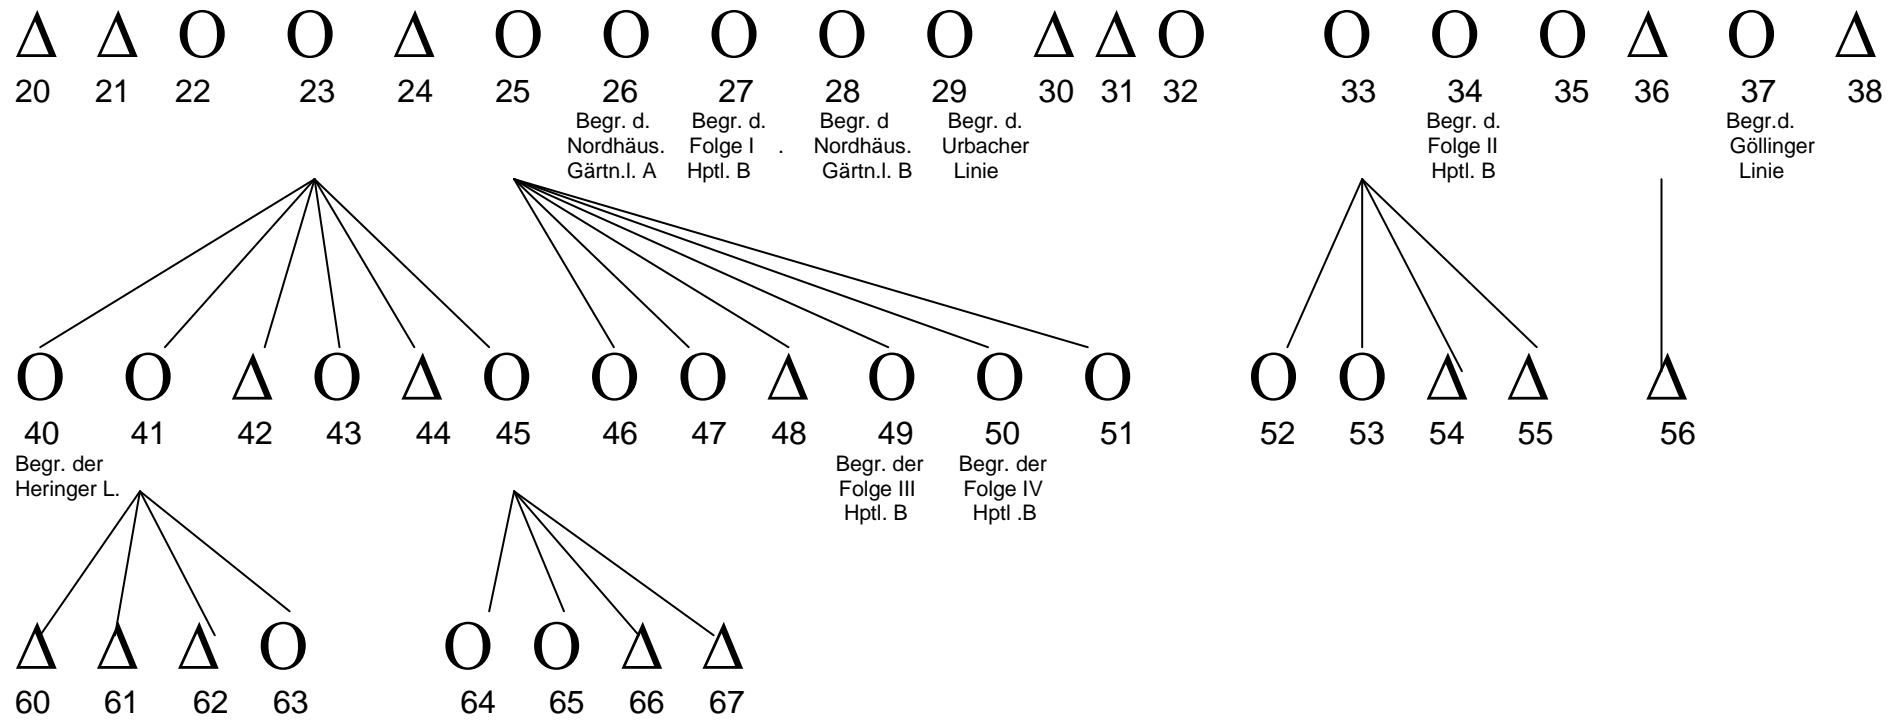 Δ Δ O O Δ O O O O O Δ Δ O O O O Δ O Δ
20 21 22 23 24 25 26 27 28 29 30 31 32 33 34 35 36 37 38
Begr. d. Begr. d. Begr. d Begr. d. Begr. d. Begr.d.
Nordhäus. Folge I . Nordhäus. Urbacher Folge II Göllinger
Gärtn.l. A Hptl. B Gärtn.l. B Linie Hptl. B Linie
O O Δ O Δ O O O Δ O O O O O Δ Δ Δ
40 41 42 43 44 45 46 47 48 49 50 51 52 53 54 55 56
Begr. der Begr. der Begr. der
Heringer L. Folge III Folge IV
Hptl. B Hptl .B
Δ Δ Δ O O O Δ Δ
60 61 62 63 64 65 66 67